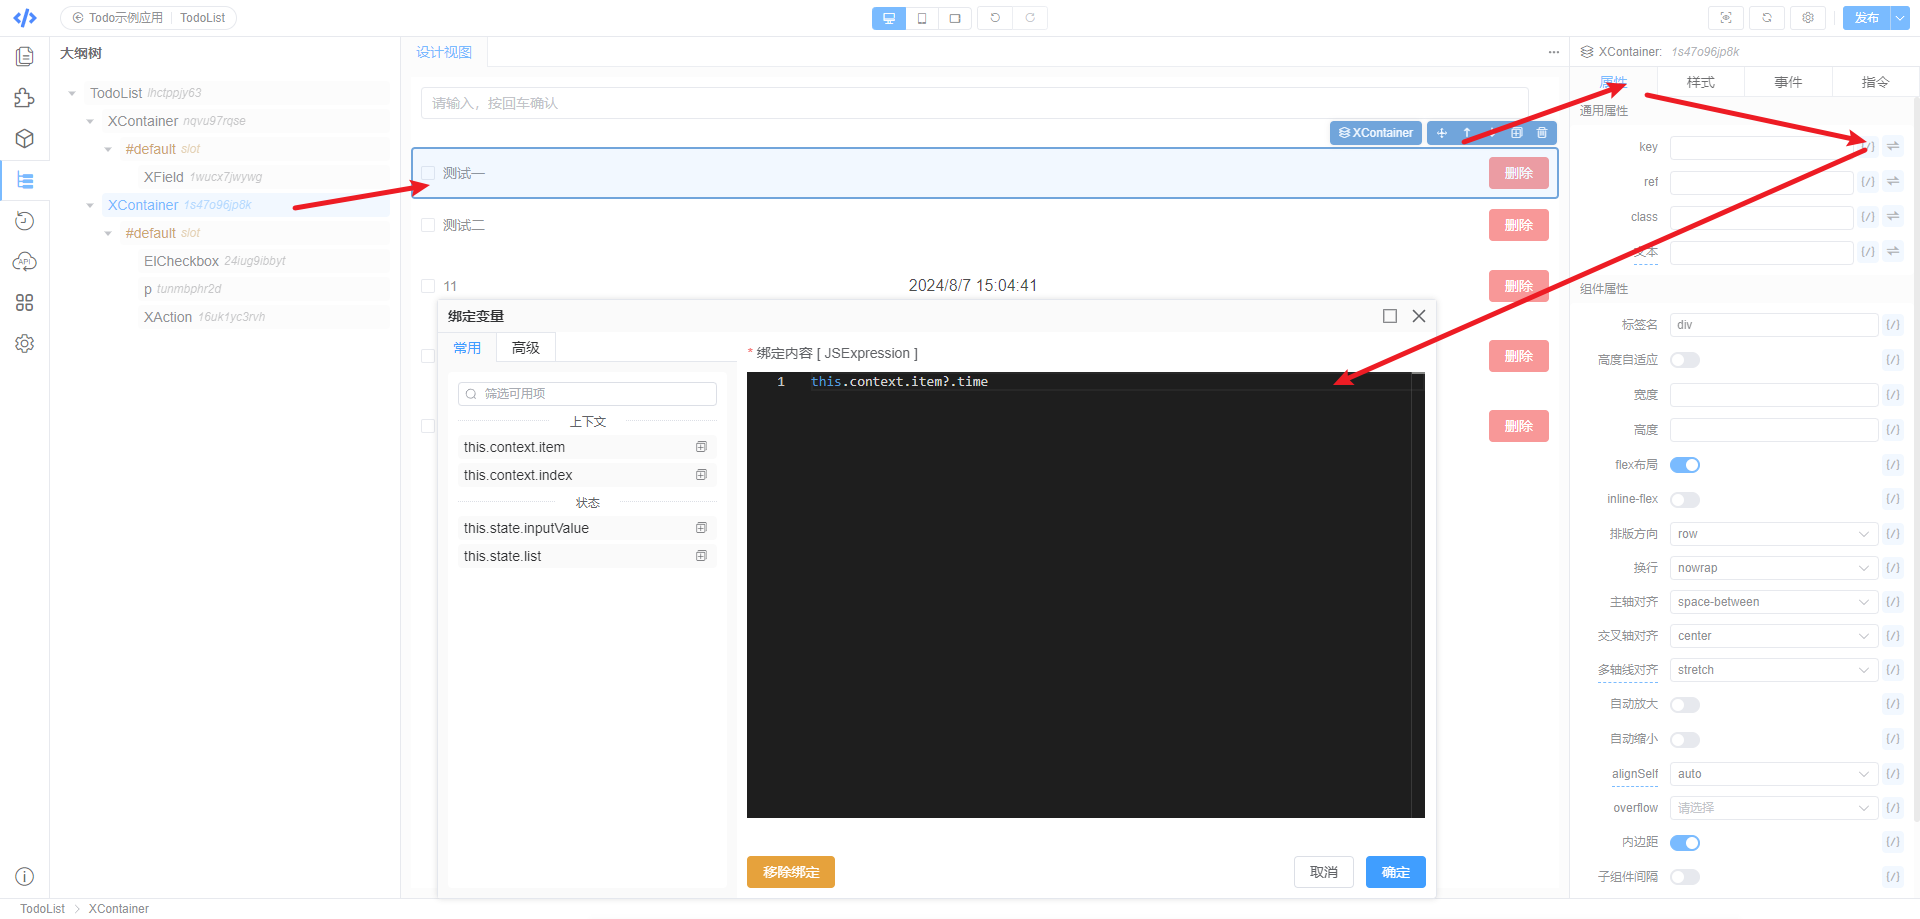 Todo示例应用
TodoList
发布
大纲树
TodoList lhctppjy63
XContainer nqvu97rqse
#default slot
XField 1wucx7jwywg
XContainer 1s47o96jp8k
#default slot
ElCheckbox 24iug9ibbyt
p tunmbphr2d
XAction 16uk1yc3rvh
设计视图
请输入，按回车确认
XContainer
测试一
删除
测试二
删除
11
2024/8/7 15:04:41
删除
删除
删除
绑定变量
常用
高级
筛选可用项
上下文
this.context.item
this.context.index
状态
this.state.inputValue
this.state.list
* 绑定内容 [ JSExpression ]
1 this.context.item?.time
移除绑定
取消
确定
XContainer: 1s47o96jp8k
属性
样式
事件
指令
通用属性
key
ref
class
文本
组件属性
标签名
div
高度自适应
宽度
高度
flex布局
inline-flex
排版方向
row
换行
nowrap
主轴对齐
space-between
交叉轴对齐
center
多轴线对齐
stretch
自动放大
自动缩小
alignSelf
auto
overflow
请选择
内边距
子组件间隔
API
TodoList
XContainer